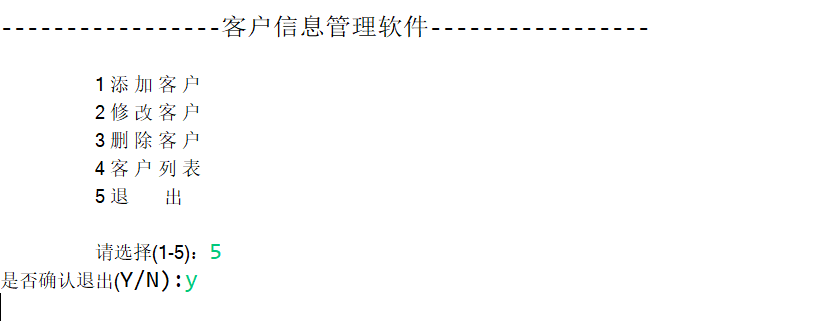 -----------------客户信息管理软件-----------------
1 添 加 客 户
2 修 改 客 户
3 删 除 客 户
4 客 户 列 表
5 退       出
请选择(1-5)：5
是否确认退出(Y/N):y